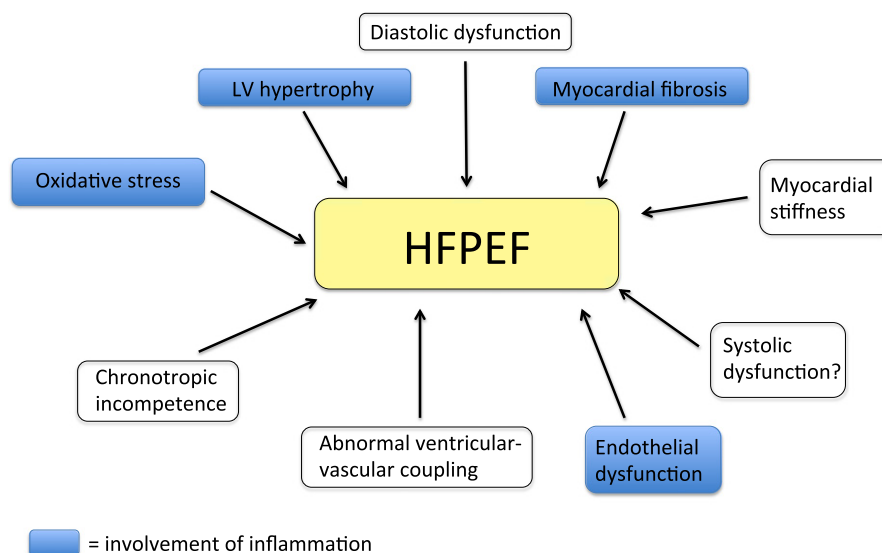 Diastolic dysfunction
LV hypertrophy
Myocardial fibrosis
Oxidative stress
Myocardial
stiffness
HFPEF
Systolic
dysfunction?
Chronotropic
incompetence
Abnormal ventricular-
vascular coupling
Endothelial
dysfunction
= involvement of inflammation